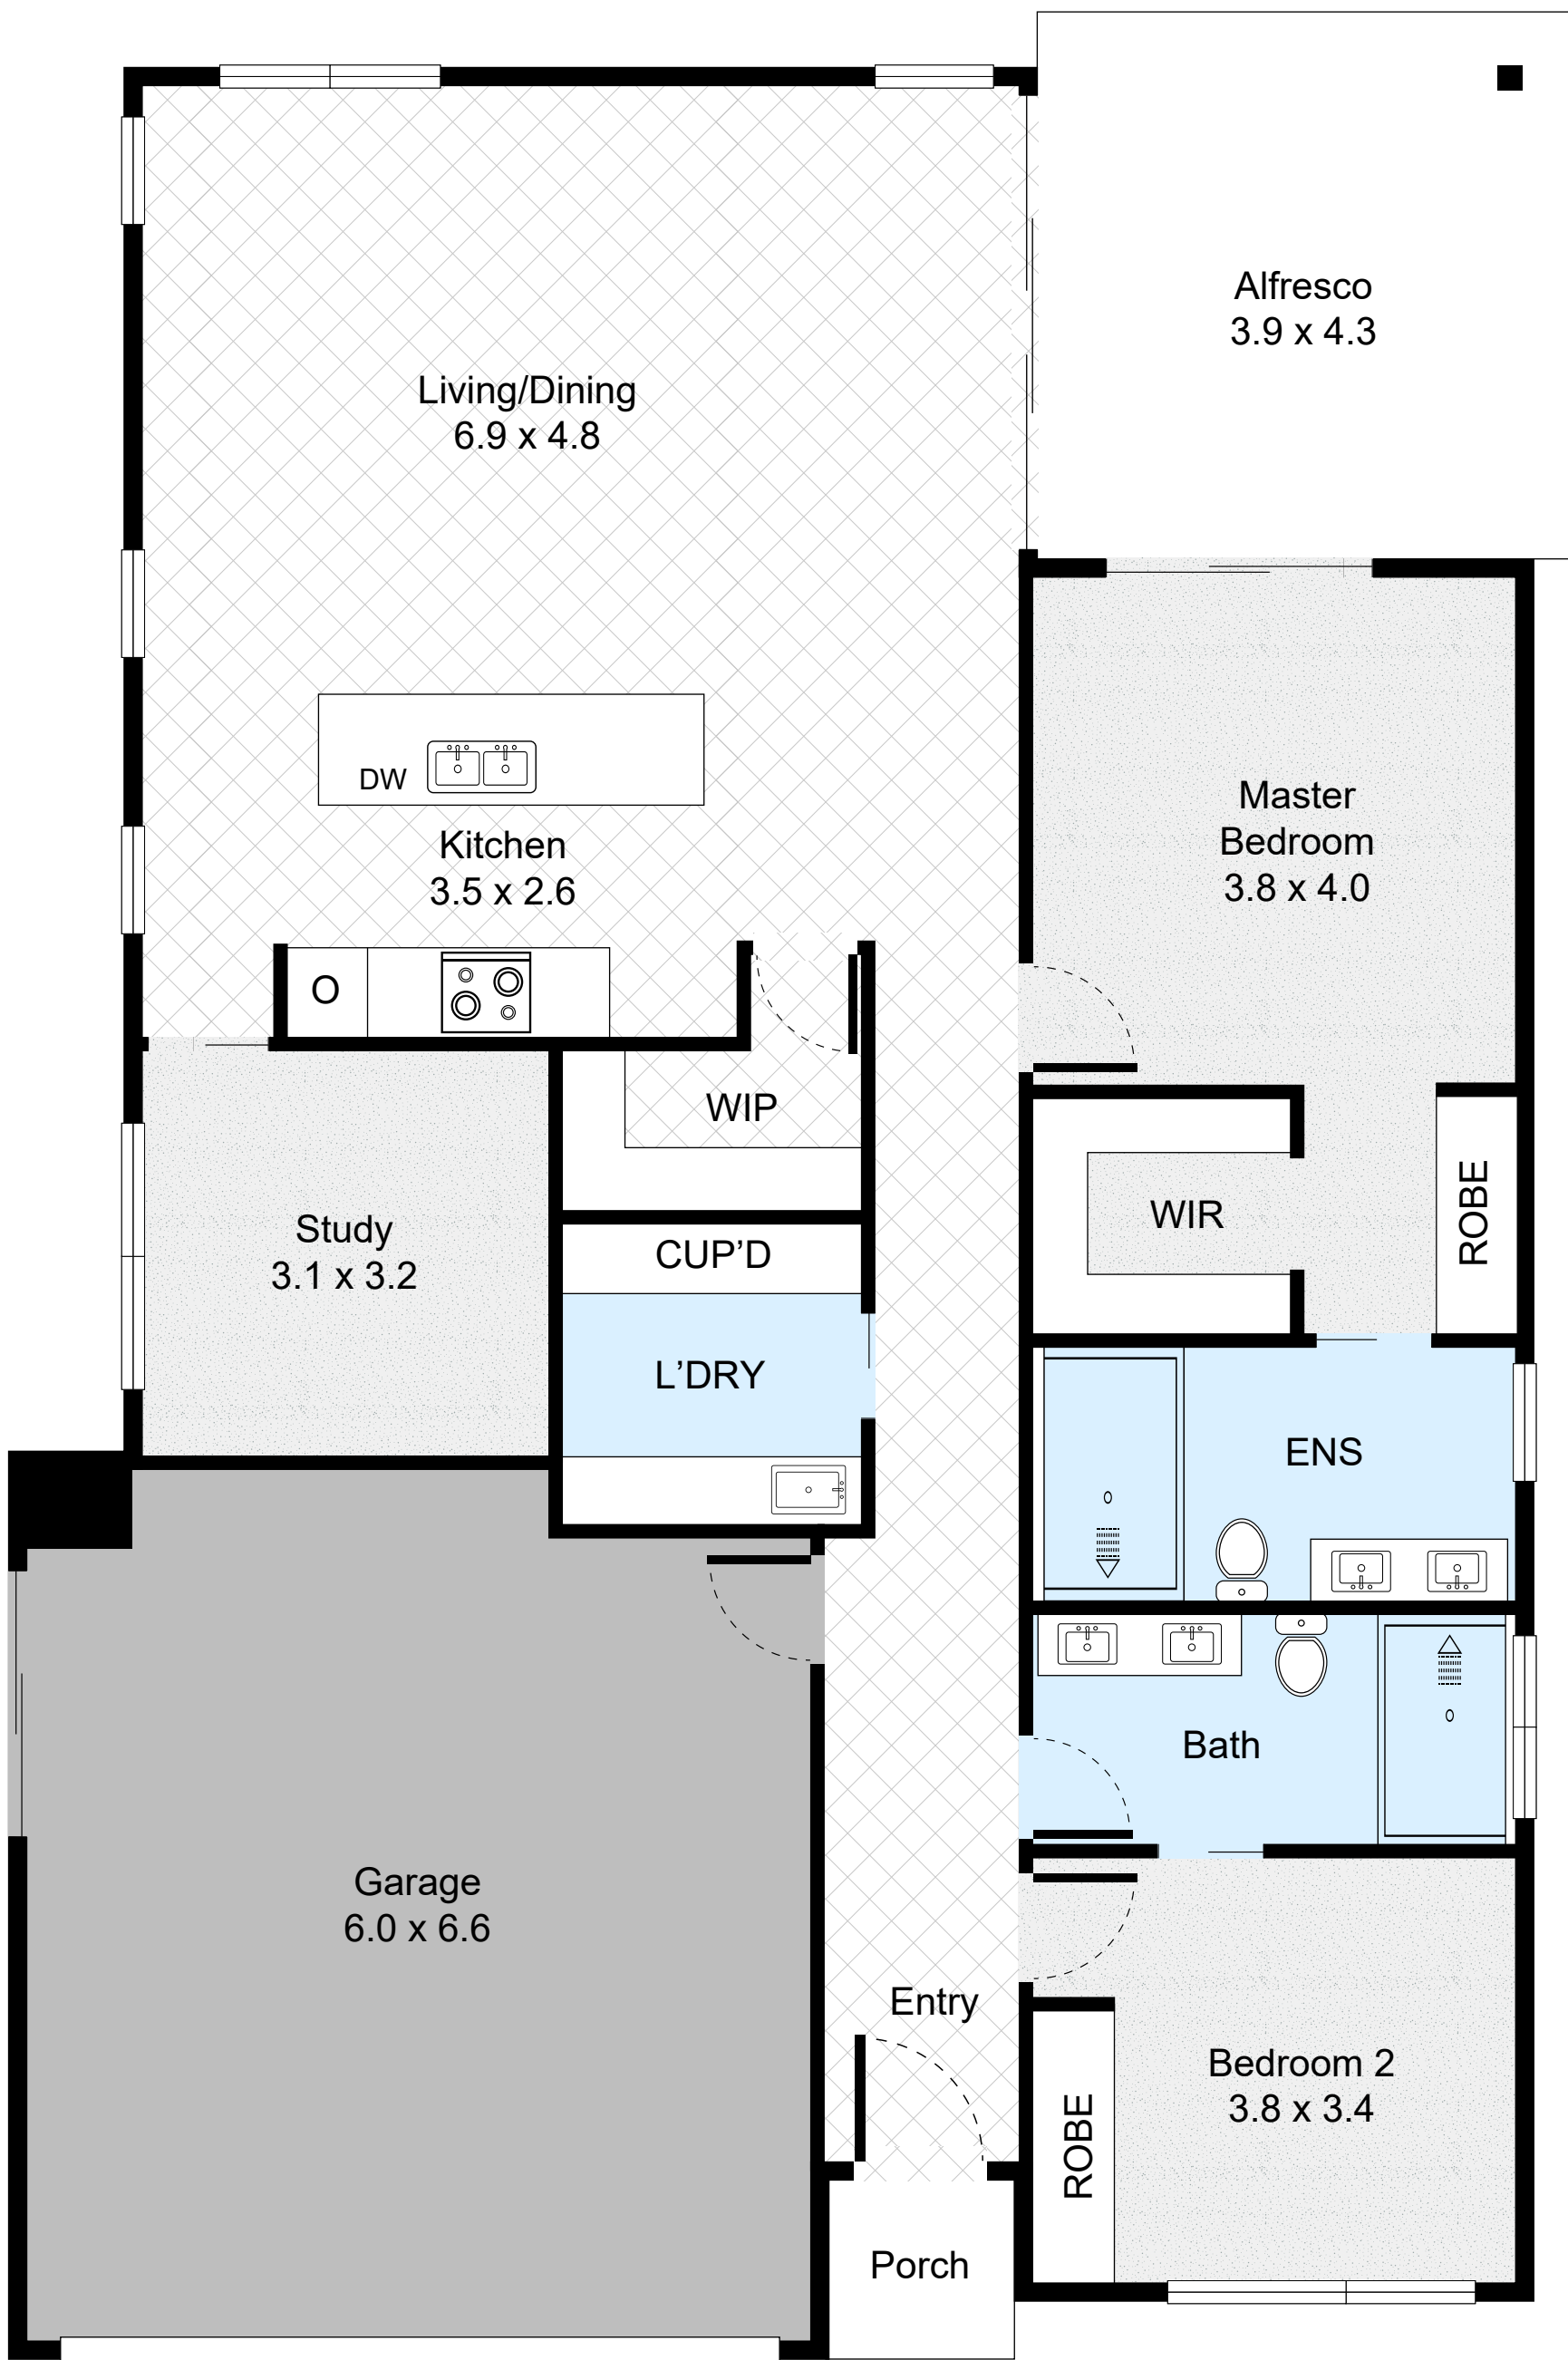 Alfresco
3.9 x 4.3
Living/Dining
6.9 x 4.8
DW
Kitchen
3.5 x 2.6
Master
Bedroom
3.8 x 4.0
O
WIP
WIR
ROBE
Study
3.1 x 3.2
CUP’D
L’DRY
ENS
Bath
Garage
6.0 x 6.6
Entry
Bedroom 2
3.8 x 3.4
ROBE
Porch